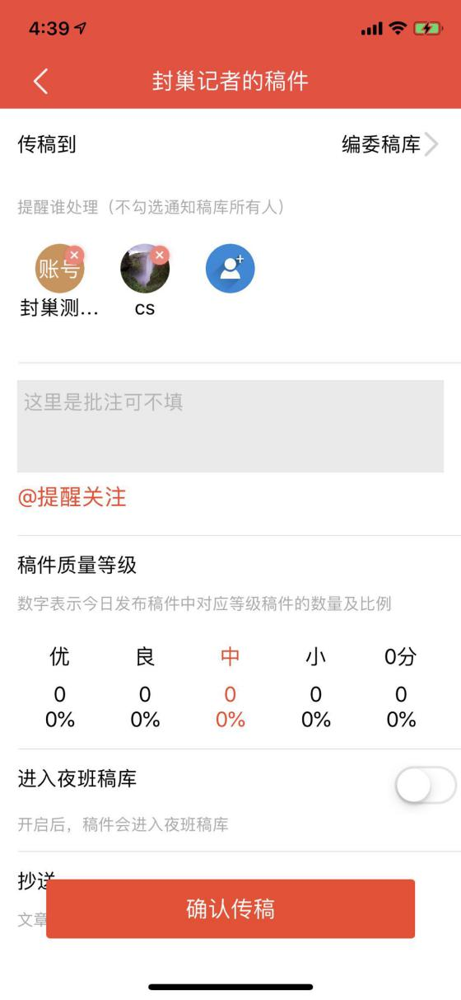 4:39
封巢记者的稿件
传稿到
编委稿库
提醒谁处理（不勾选通知稿库所有人）
账号
封巢测...
cs
这里是批注可不填
@提醒关注
稿件质量等级
数字表示今日发布稿件中对应等级稿件的数量及比例
优 良 中 小 0分
0 0 0 0 0
0% 0% 0% 0% 0%
进入夜班稿库
开启后，稿件会进入夜班稿库
抄送
文章
确认传稿